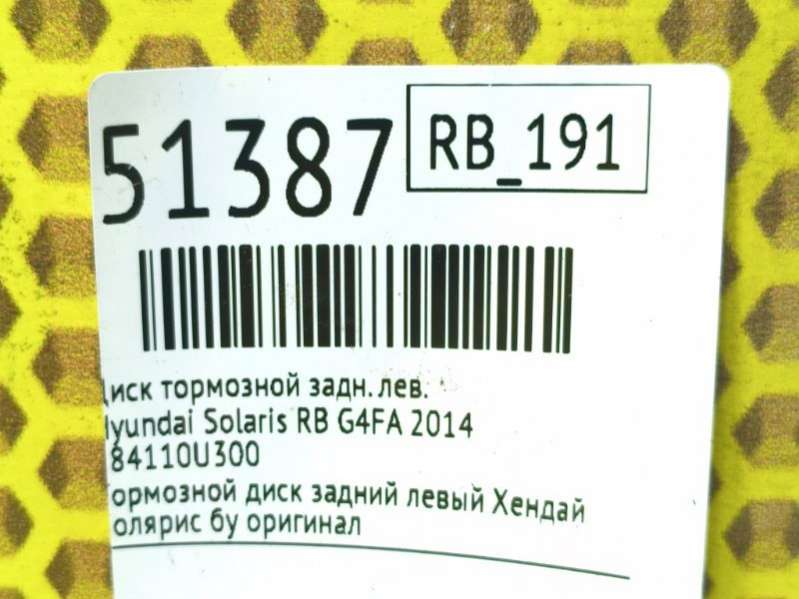 51387
RB_191
диск тормозной задн. лев.
Hyundai Solaris RB G4FA 2014
84110U300
тормозной диск задний левый Хендай
олярис бу оригинал